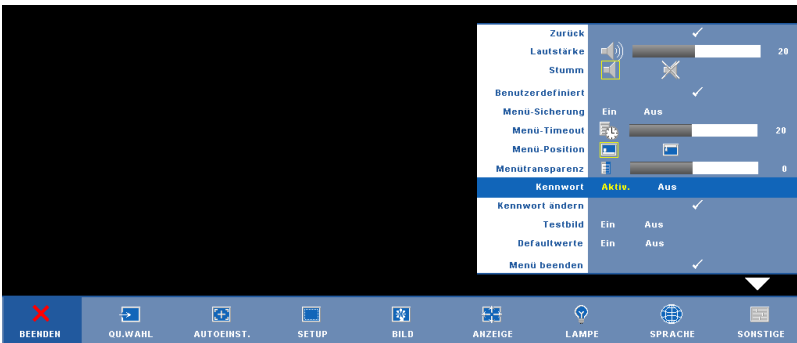 Zurück
Lautstärke 20
Stumm
Benutzerdefiniert
Menü-Sicherung Ein Aus
Menü-Timeout 20
Menü-Position
Menütransparenz 0
Kennwort Aktiv. Aus
Kennwort ändern
Testbild Ein Aus
Defaultwerte Ein Aus
Menü beenden
BEENDEN QU.WAHL AUTOEINST. SETUP BILD ANZEIGE LAMPE SPRACHE SONSTIGE